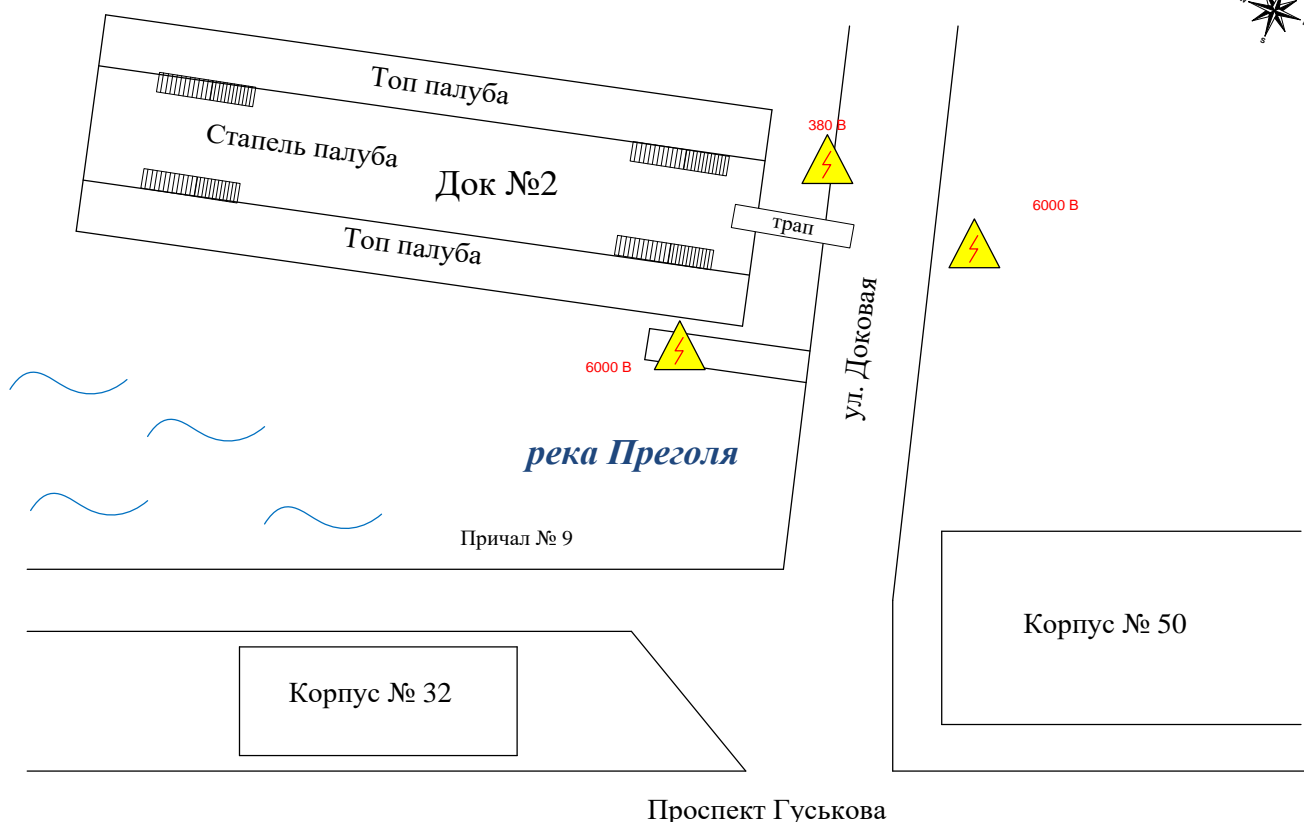 Топ палуба
380 В
Стапель палуба
Док №2
6000 В
трап
Топ палуба
ул. Доковая
6000 В
река Преголя
Причал № 9
Корпус № 50
Корпус № 32
Проспект Гуськова